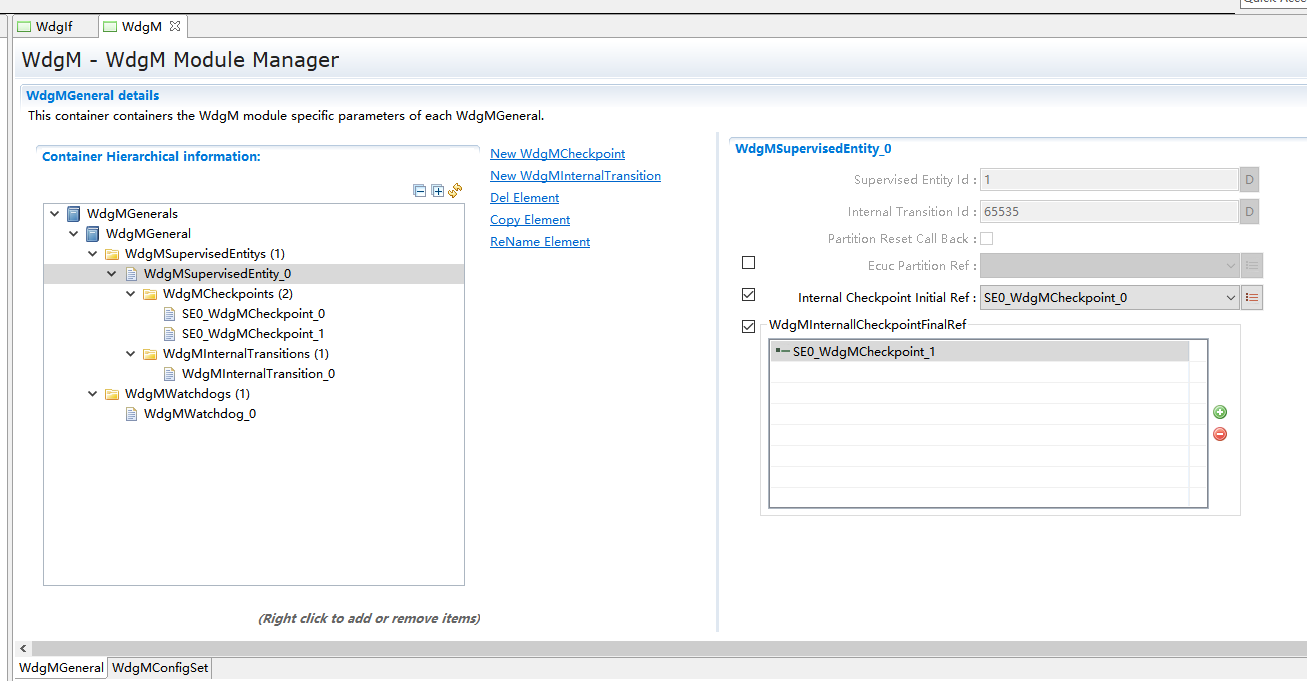 WdgIf
WdgM
WdgM - WdgM Module Manager
WdgMGeneral details
This container containers the WdgM module specific parameters of each WdgMGeneral.
Container Hierarchical information:
WdgMGenerals
WdgMGeneral
WdgMSupervisedEntitys (1)
WdgMSupervisedEntity_0
WdgMCheckpoints (2)
SE0_WdgMCheckpoint_0
SE0_WdgMCheckpoint_1
WdgMInternalTransitions (1)
WdgMInternalTransition_0
WdgMWatchdogs (1)
WdgMWatchdog_0
(Right click to add or remove items)
New WdgMCheckpoint
New WdgMInternalTransition
Del Element
Copy Element
ReName Element
WdgMSupervisedEntity_0
Supervised Entity Id : 1 D
Internal Transition Id : 65535 D
Partition Reset Call Back :
Ecuc Partition Ref :
Internal Checkpoint Initial Ref : SE0_WdgMCheckpoint_0
WdgMInternallCheckpointFinalRef
SE0_WdgMCheckpoint_1
WdgMGeneral
WdgMConfigSet